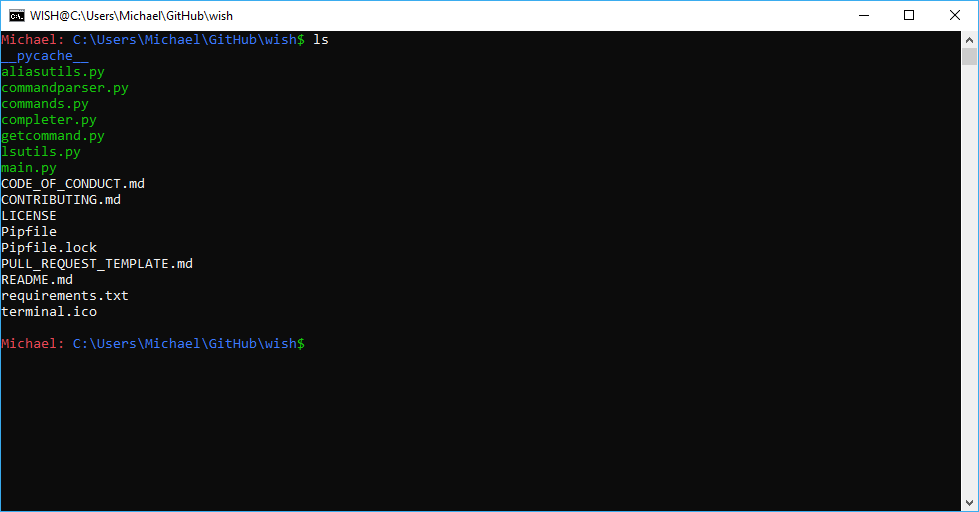 WISH@C:\Users\Michael\GitHub\wish
Michael: C:\Users\Michael\GitHub\wish$ ls
__pycache__
aliasutils.py
commandparser.py
commands.py
completer.py
getcommand.py
lsutils.py
main.py
CODE_OF_CONDUCT.md
CONTRIBUTING.md
LICENSE
Pipfile
Pipfile.lock
PULL_REQUEST_TEMPLATE.md
README.md
requirements.txt
terminal.ico
Michael: C:\Users\Michael\GitHub\wish$